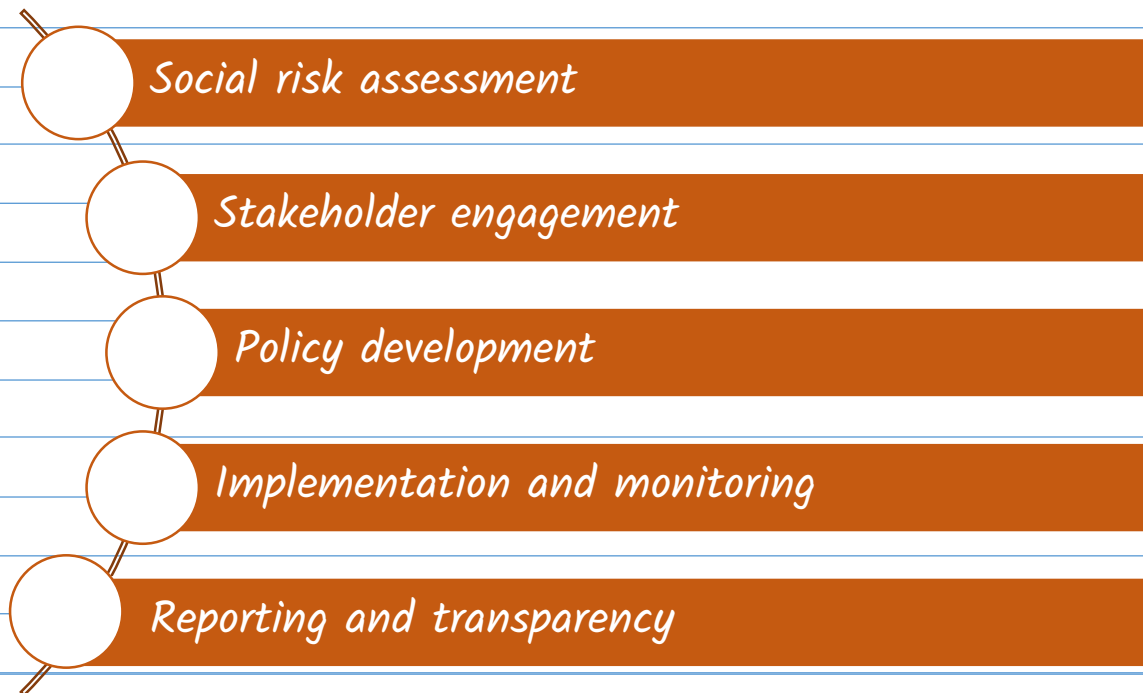 Social risk assessment
Stakeholder engagement
Policy development
Implementation and monitoring
Reporting and transparency